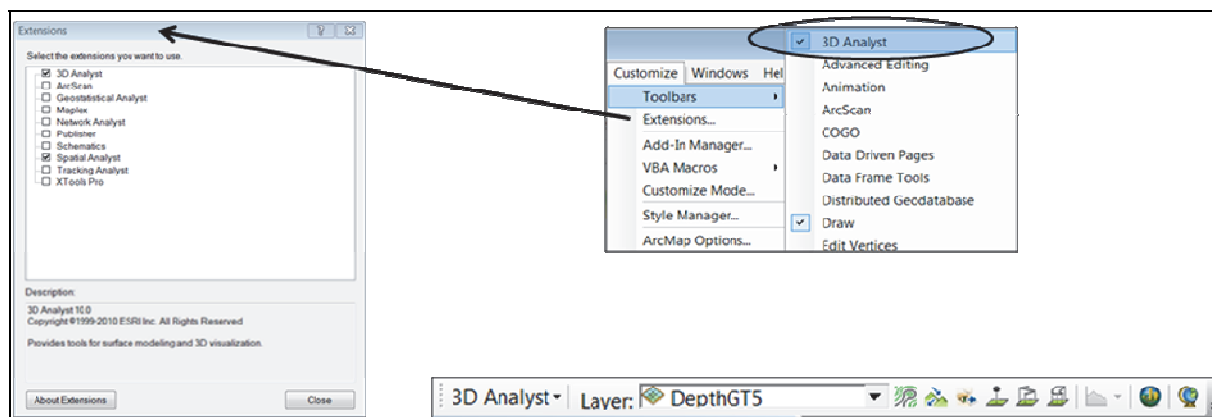 Extensions
Select the extensions you want to use.
3D Analyst
ArcScan
Geostatistical Analyst
Maplex
Network Analyst
Publisher
Schematics
Spatial Analyst
Tracking Analyst
XTools Pro
Description:
3D Analyst 10.0
Copyright ©1999-2010 ESRI Inc. All Rights Reserved
Provides tools for surface modeling and 3D visualization.
About Extensions
Close
Customize Windows Hel
Toolbars
Extensions...
Add-In Manager...
VBA Macros
Customize Mode...
Style Manager...
ArcMap Options...
3D Analyst
Advanced Editing
Animation
ArcScan
COGO
Data Driven Pages
Data Frame Tools
Distributed Geodatabase
Draw
Edit Vertices
3D Analyst Layer: DepthGT5